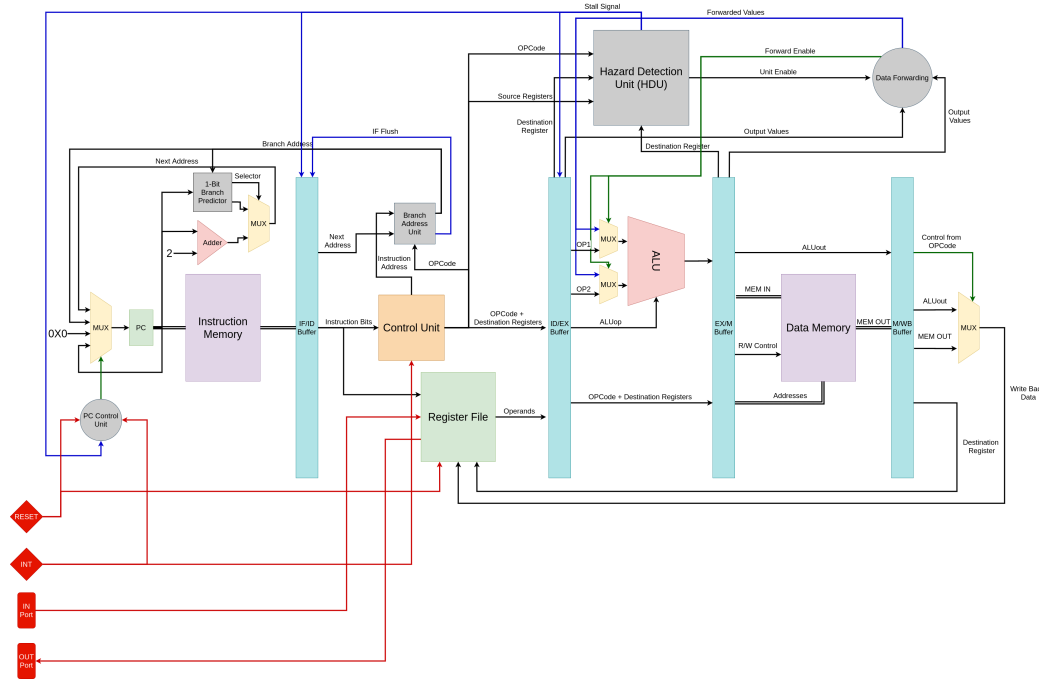 Stall Signal
Forwarded Values
OPCode
Forward Enable
Hazard Detection
Unit (HDU)
Unit Enable
Data Forwarding
Source Registers
Destination
Register
Output
Values
IF Flush
Output Values
Branch Address
Destination Register
Next Address
Selector
1-Bit
Branch
Predictor
MUX
Adder
2
Next
Address
Branch
Address
Unit
Instruction
Address
OPCode
OP1
MUX
OP2
MUX
ALU
ALUout
Control from
OPCode
MEM IN
ALUout
0X0
MUX
PC
Instruction
Memory
IF/ID
Buffer
Instruction Bits
Control Unit
OPCode +
Destination Registers
ID/EX
Buffer
ALUop
EX/M
Buffer
R/W Control
Data Memory
MEM OUT
M/WB
Buffer
MEM OUT
MUX
PC Control
Unit
Register File
Operands
OPCode + Destination Registers
Addresses
Write Bac
Data
Destination
Register
RESET
INT
IN
Port
OUT
Port